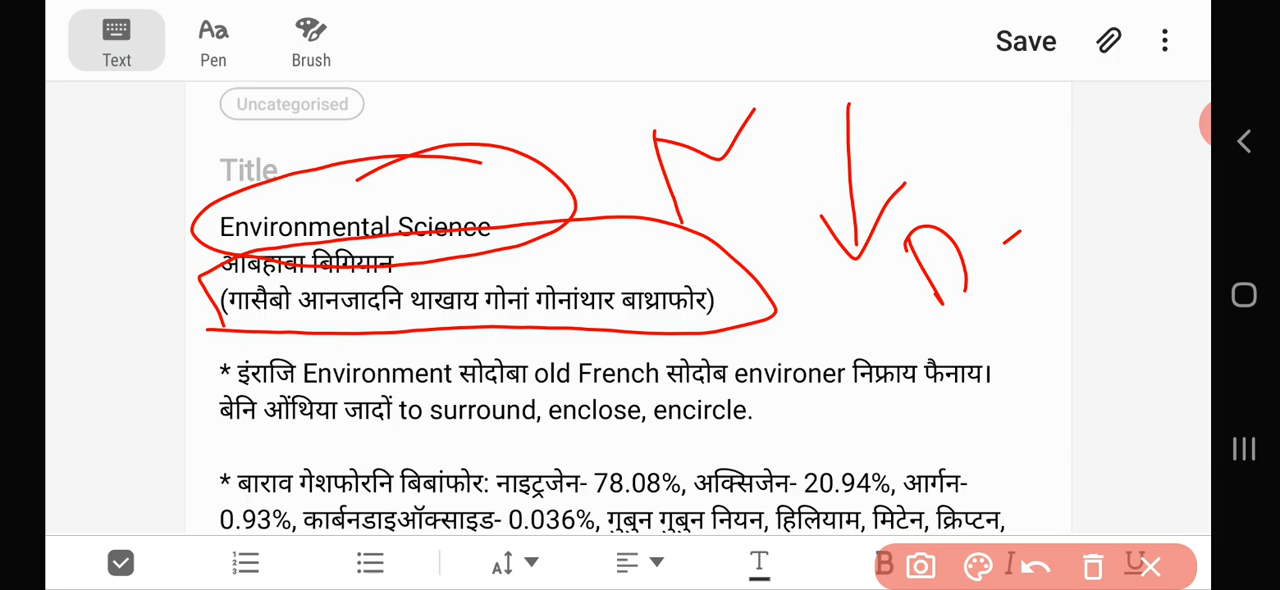 Text
Aa
Pen
Brush
Save
Uncategorised
Title
Environmental Science
आबहावा बिगियान
(गासैबो आनजादनि थाखाय गोनां गोनांथार बाथ्राफोर)
* इंराजि Environment सोदोबा old French सोदोब environer निफ्राय फैनाय।
बेनि ओंथिया जादों to surround, enclose, encircle.
* बाराव गेशफोरनि बिबांफोर: नाइट्रजेन- 78.08%, अक्सिजेन- 20.94%, आर्गन-
0.93%, कार्बनडाइऑक्साइड- 0.036%, गुबुन गुबुन नियन, हिलियाम, मिटेन, क्रिप्टन,
A T B I U